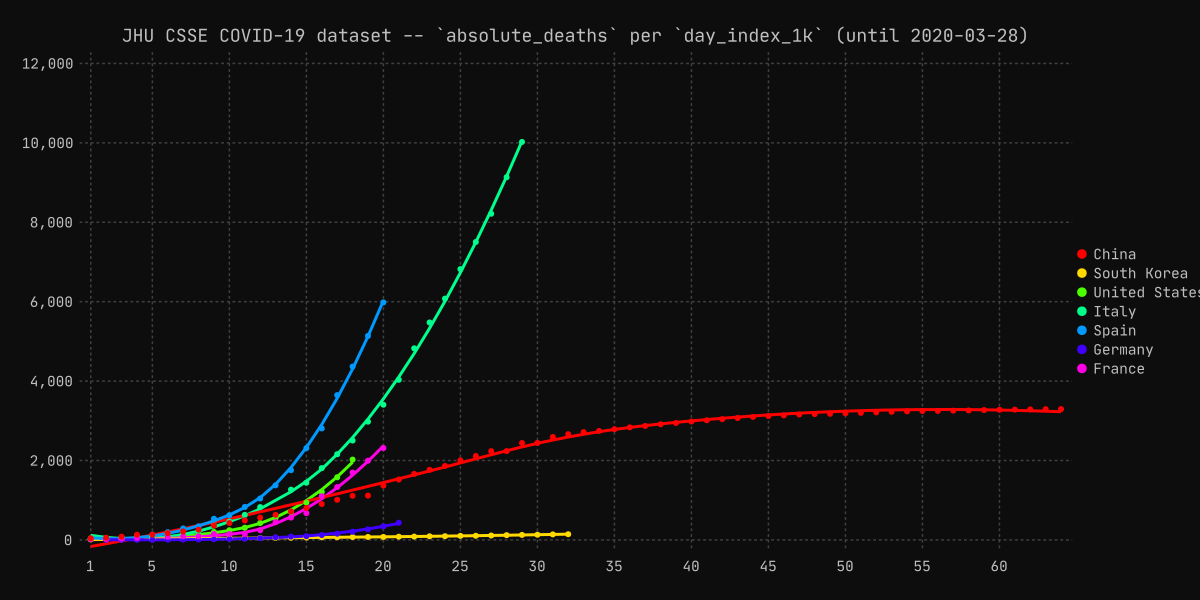 JHU CSSE COVID-19 dataset -- `absolute_deaths` per `day_index_1k` (until 2020-03-28)
12,000
10,000
8,000
6,000
4,000
2,000
0
1 5 10 15 20 25 30 35 40 45 50 55 60
China
South Korea
United States
Italy
Spain
Germany
France